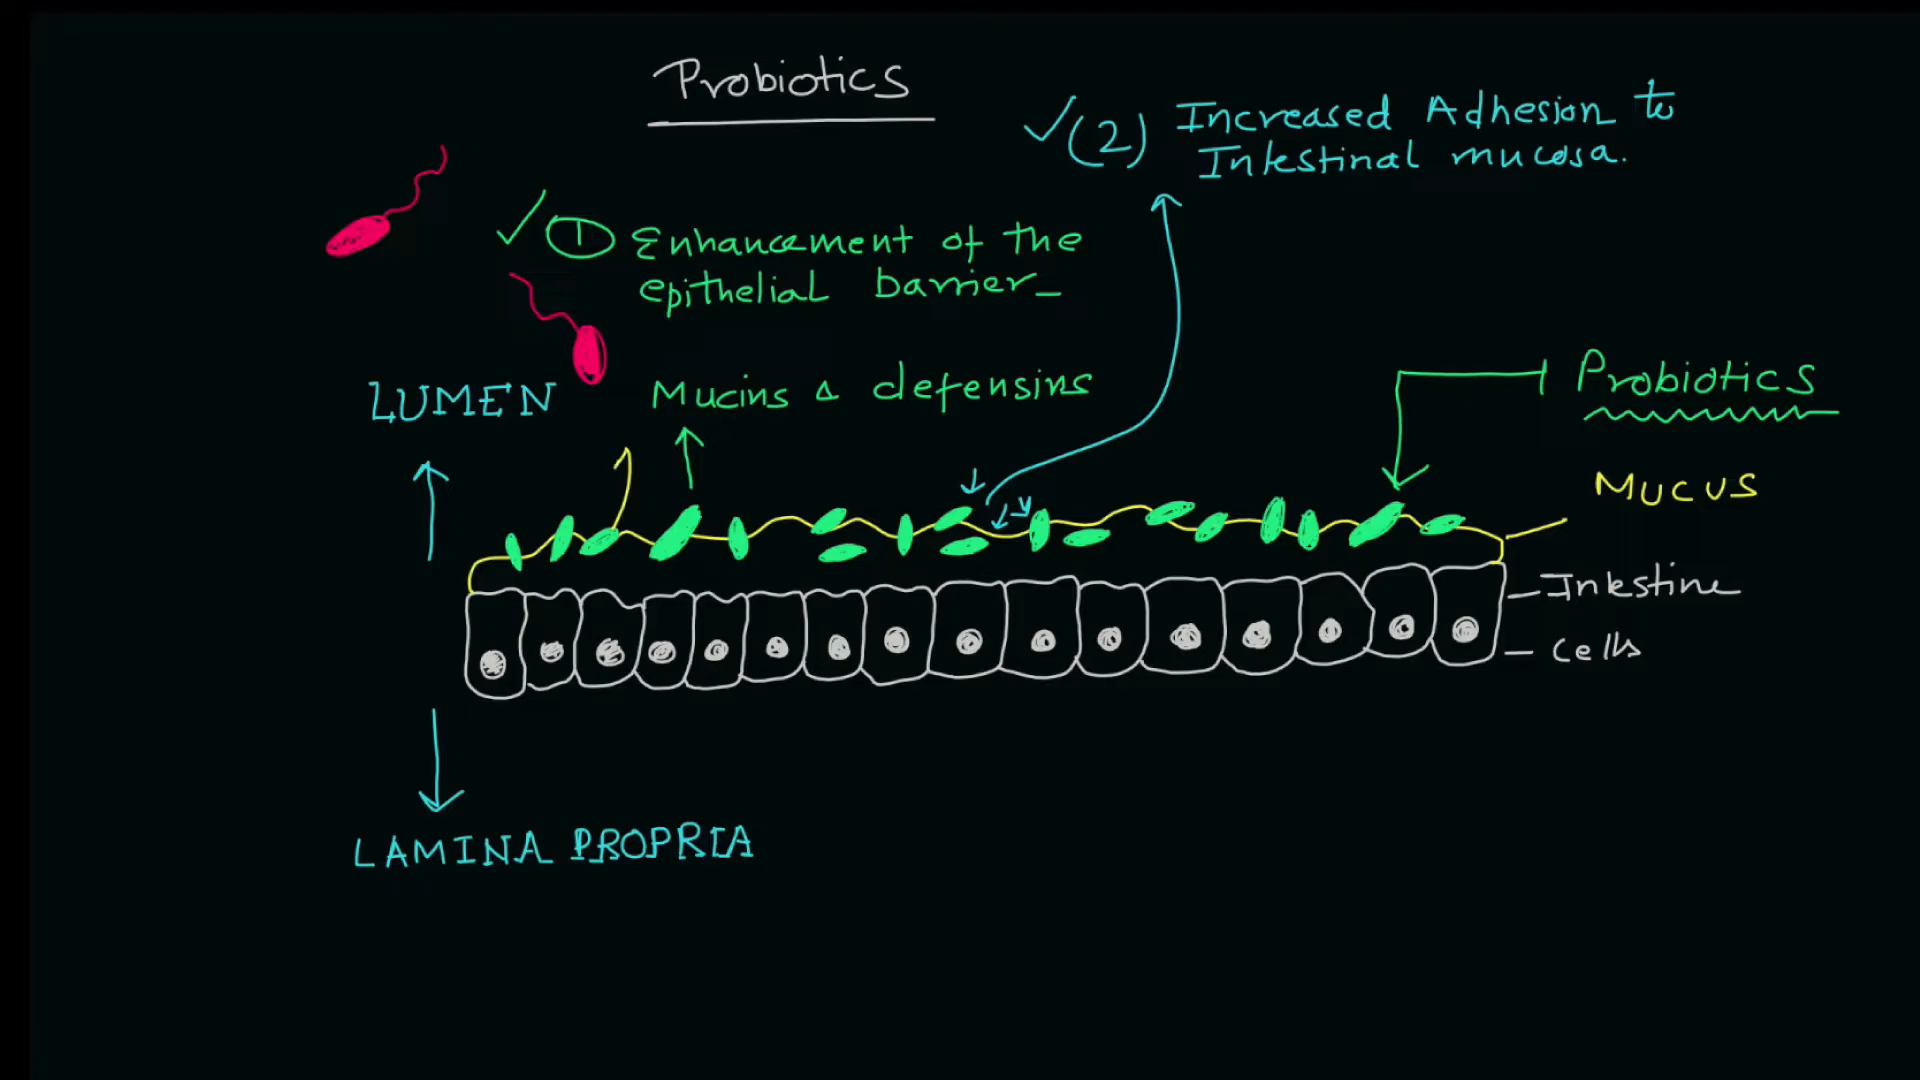 Probiotics
✓ (2) Increased Adhesion to
Intestinal mucosa.
✓ ① Enhancement of the
epithelial barrier_
LUMEN
Mucins & defensins
Probiotics
MUCUS
Intestine
cells
LAMINA PROPRIA